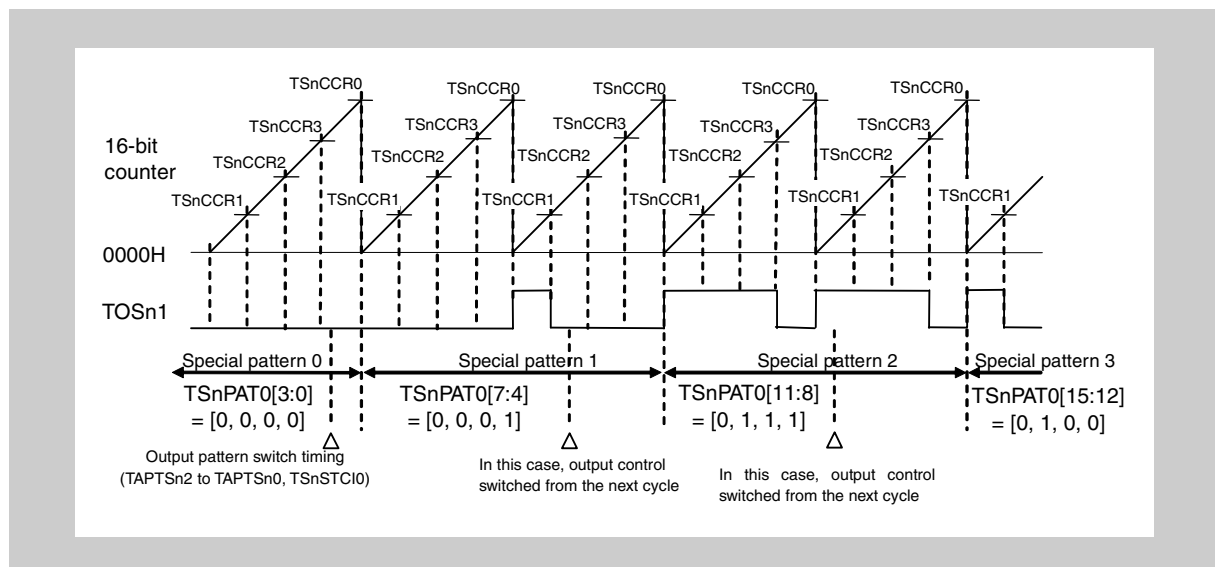 TSnCCR0 TSnCCR0 TSnCCR0 TSnCCR0 TSnCCR0
TSnCCR3 TSnCCR3 TSnCCR3 TSnCCR3 TSnCCR3
16-bit
counter
TSnCCR2 TSnCCR2 TSnCCR2 TSnCCR2 TSnCCR2
TSnCCR1 TSnCCR1 TSnCCR1 TSnCCR1 TSnCCR1 TSnCCR1
0000H
TOSn1
Special pattern 0 Special pattern 1 Special pattern 2 Special pattern 3
TSnPAT0[3:0] TSnPAT0[7:4] TSnPAT0[11:8] TSnPAT0[15:12]
= [0, 0, 0, 0] = [0, 0, 0, 1] = [0, 1, 1, 1] = [0, 1, 0, 0]
Output pattern switch timing
(TAPTSn2 to TAPTSn0, TSnSTCI0)
In this case, output control
switched from the next cycle
In this case, output control
switched from the next cycle